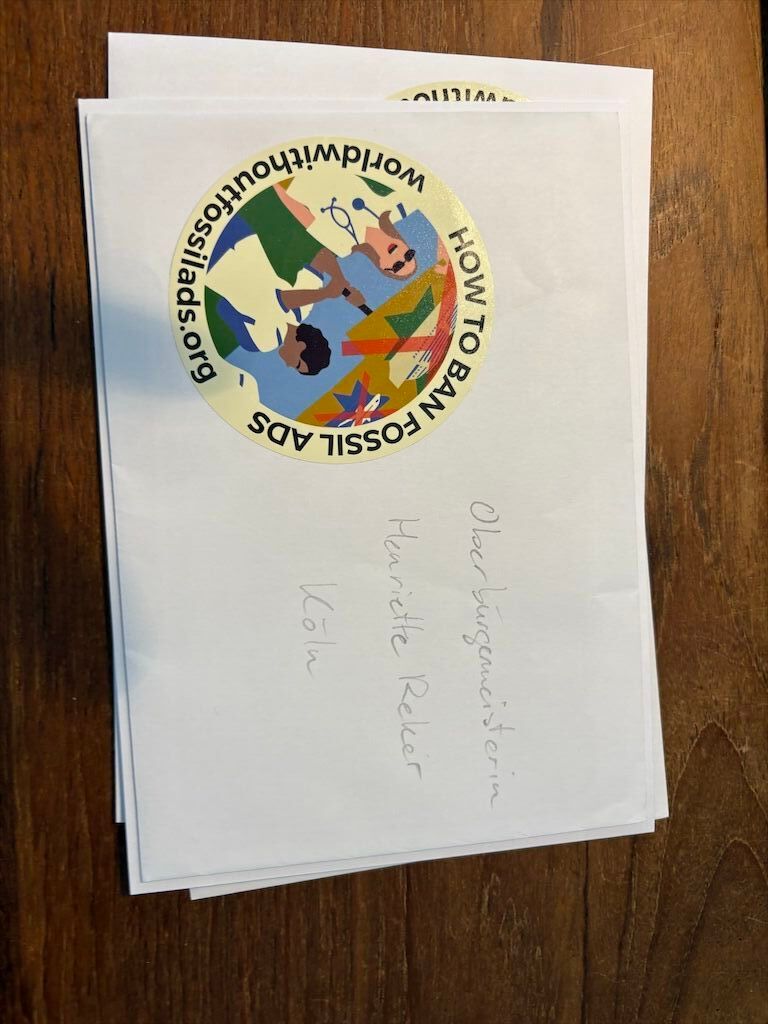 HOW TO BAN FOSSIL ADS
worldwithoutfossilads.org
Oberbürgermeisterin
Henriette Reker
Köln